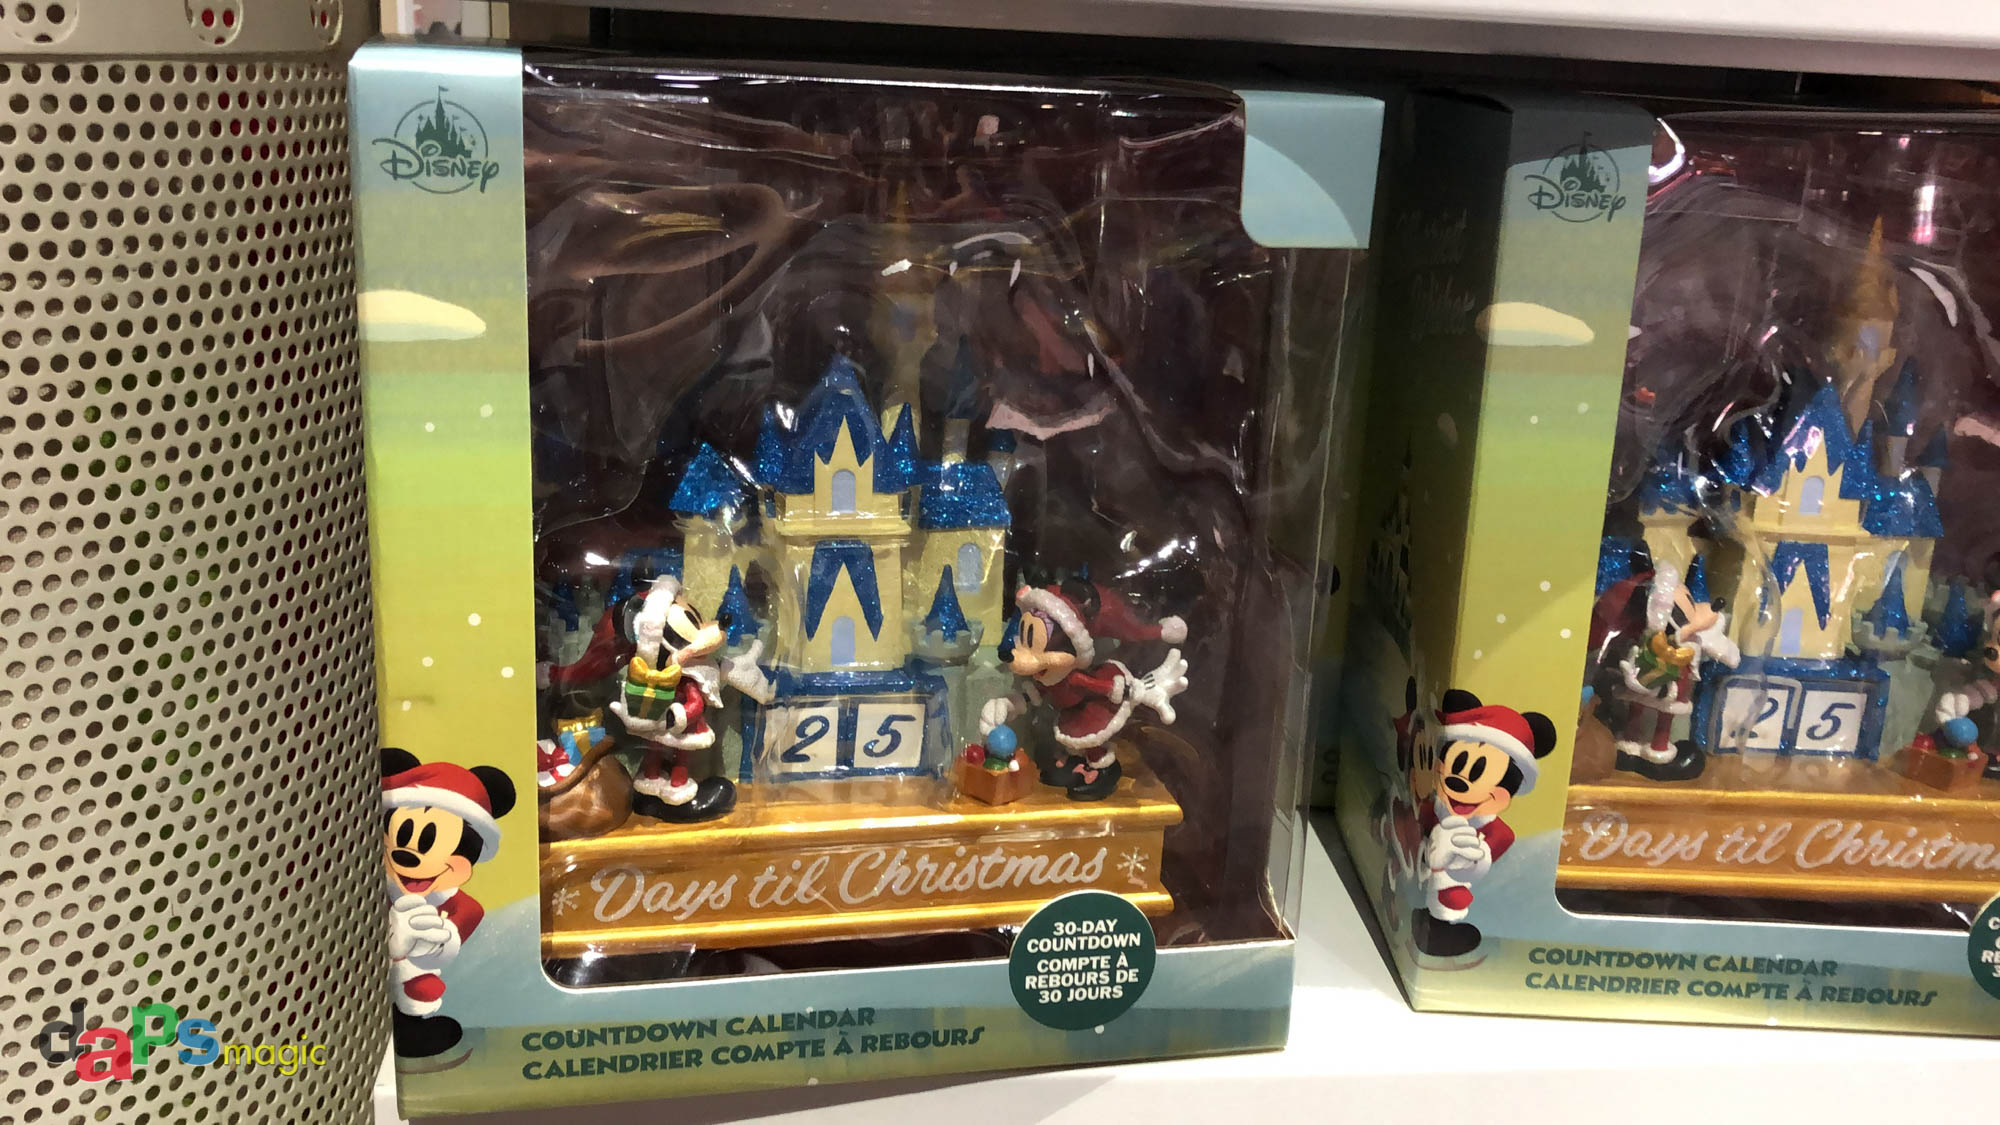 Disney
25
Days til Christmas
30-DAY
COUNTDOWN
COMPTE À
REBOURS DE
30 JOURS
COUNTDOWN CALENDAR
CALENDRIER COMPTE À REBOURS
Disney
25
Days til Christm
COUNTDOWN CALENDAR
CALENDRIER COMPTE À REBOURS
daps magic